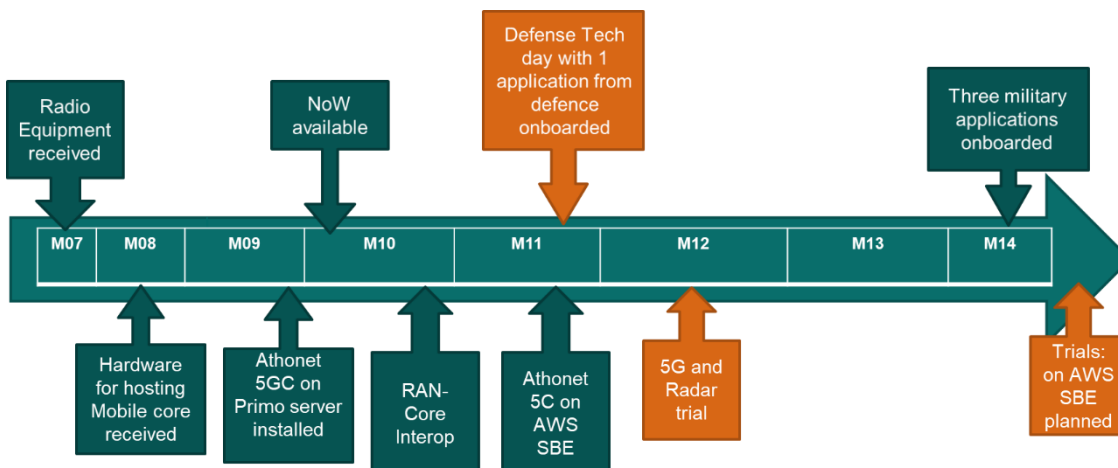 Radio
Equipment
received
NoW
available
Defense Tech
day with 1
application from
defence
onboarded
Three military
applications
onboarded
M07 M08 M09 M10 M11 M12 M13 M14
Hardware
for hosting
Mobile core
received
Athonet
5GC on
Primo server
installed
RAN-
Core
Interop
Athonet
5C on
AWS
SBE
5G and
Radar
trial
Trials:
on AWS
SBE
planned